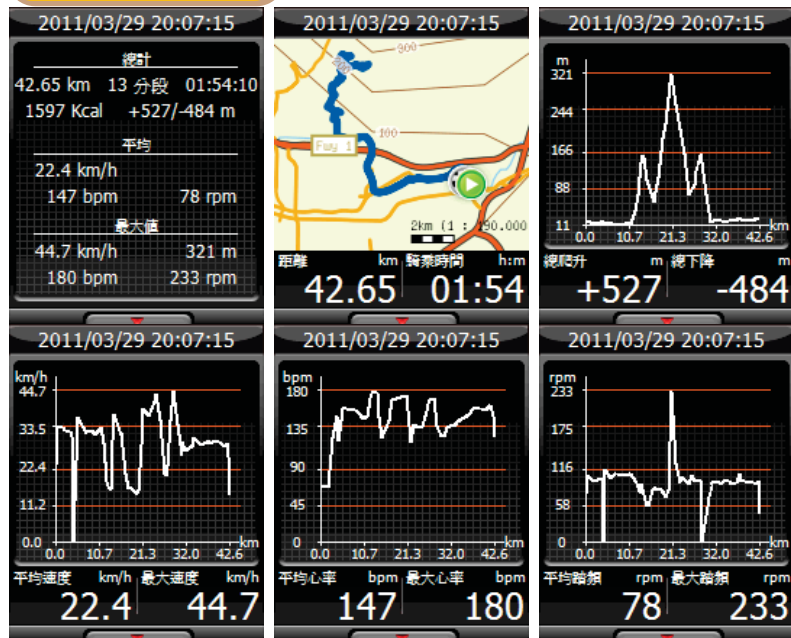 2011/03/29 20:07:15
總計
42.65 km 13 分段 01:54:10
1597 Kcal +527/-484 m
平均
22.4 km/h
147 bpm 78 rpm
最大值
44.7 km/h 321 m
180 bpm 233 rpm
2011/03/29 20:07:15
300
200
100
Fwy 1
2km (1 : 190.000
距離 km 騎乘時間 h:m
42.65 01:54
2011/03/29 20:07:15
m
321
244
166
88
11
0.0 10.7 21.3 32.0 42.6 km
總爬升 m 總下降 m
+527 -484
2011/03/29 20:07:15
km/h
44.7
33.5
22.4
11.2
0.0
0.0 10.7 21.3 32.0 42.6 km
平均速度 km/h 最大速度 km/h
22.4 44.7
2011/03/29 20:07:15
bpm
180
135
90
45
0
0.0 10.7 21.3 32.0 42.6 km
平均心率 bpm 最大心率 bpm
147 180
2011/03/29 20:07:15
rpm
233
175
116
58
0
0.0 10.7 21.3 32.0 42.6 km
平均踏頻 rpm 最大踏頻 rpm
78 233